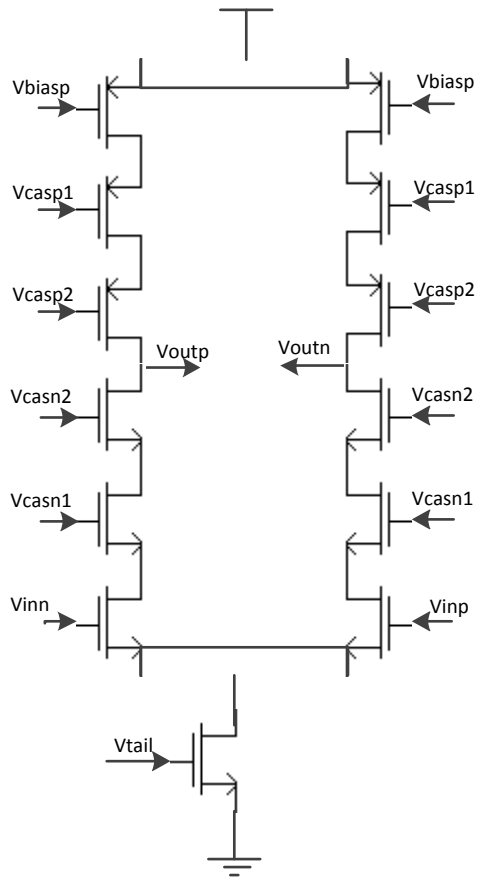 Vbiasp
Vbiasp
Vcasp1
Vcasp1
Vcasp2
Vcasp2
Voutp
Voutn
Vcasn2
Vcasn2
Vcasn1
Vcasn1
Vinn
Vinp
Vtail